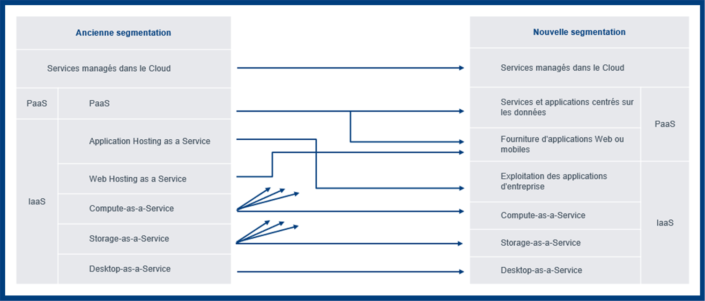 Ancienne segmentation
Nouvelle segmentation
Services managés dans le Cloud
Services managés dans le Cloud
PaaS
PaaS
Services et applications centrés sur
les données
PaaS
Application Hosting as a Service
Fourniture d'applications Web ou
mobiles
Web Hosting as a Service
Exploitation des applications
d'entreprise
IaaS
Compute-as-a-Service
Compute-as-a-Service
Storage-as-a-Service
Storage-as-a-Service
IaaS
Desktop-as-a-Service
Desktop-as-a-Service